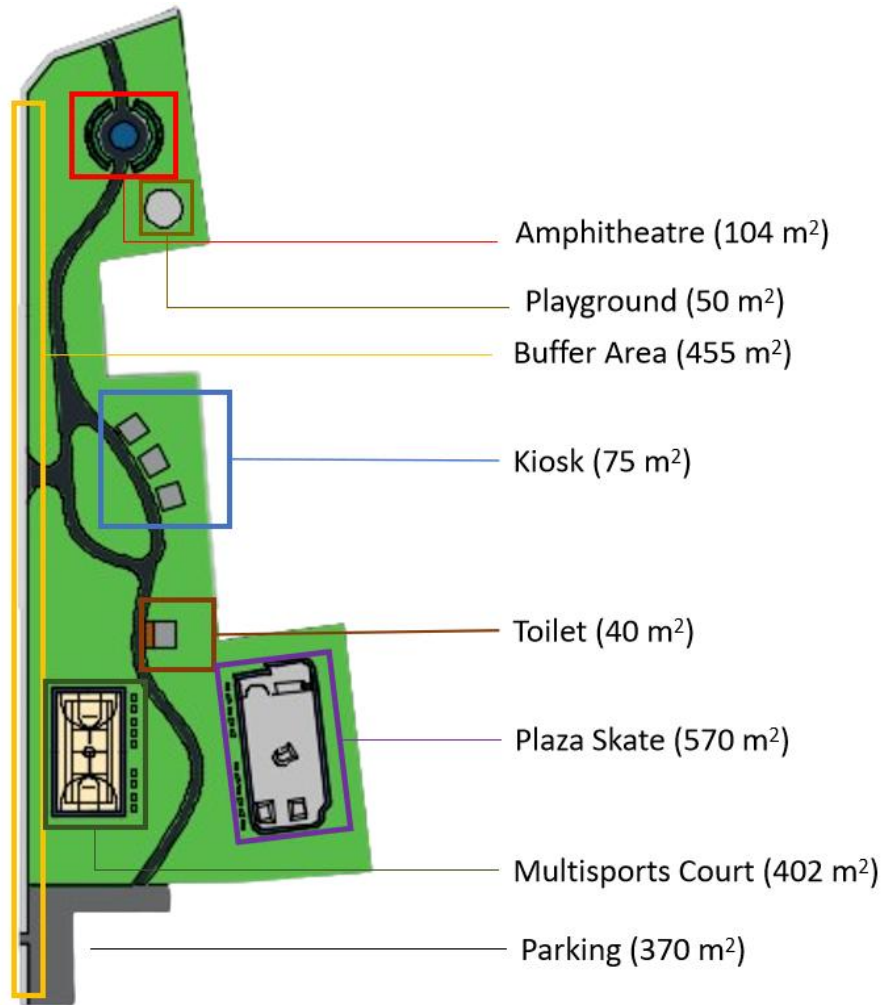 Amphitheatre (104 m²)
Playground (50 m²)
Buffer Area (455 m²)
Kiosk (75 m²)
Toilet (40 m²)
Plaza Skate (570 m²)
Multisports Court (402 m²)
Parking (370 m²)